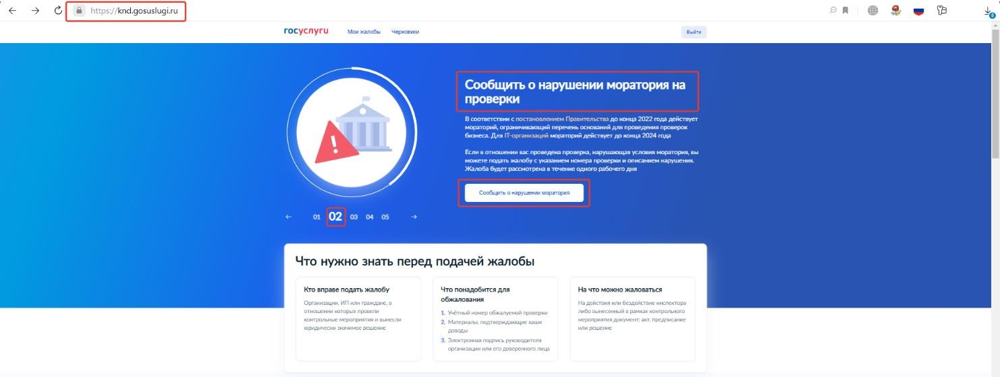 https://knd.gosuslugi.ru
6
госуслуги
Мои жалобы
Черновики
Выйти
Сообщить о нарушении моратория на
проверки
В соответствии с постановлением Правительства до конца 2022 года действует
мораторий, ограничивающий перечень оснований для проведения проверок
бизнеса. Для IT-организаций мораторий действует до конца 2024 года
Если в отношении вас проведена проверка, нарушающая условия моратория, вы
можете подать жалобу с указанием номера проверки и описанием нарушения.
Жалоба будет рассмотрена в течение одного рабочего дня
Сообщить о нарушении моратория
01 02 03 04 05
Что нужно знать перед подачей жалобы
Кто вправе подать жалобу
Организации, ИП или граждане, в
отношении которых провели
контрольные мероприятия и вынесли
юридически значимое решение
Что понадобится для
обжалования
1. Учётный номер обжалуемой проверки
2. Материалы, подтверждающие ваши
доводы
3. Электронная подпись руководителя
организации или его доверенного лица
На что можно жаловаться
На действия или бездействие инспектора
либо вынесенный в рамках контрольного
мероприятия документ: акт, предписание
или решение